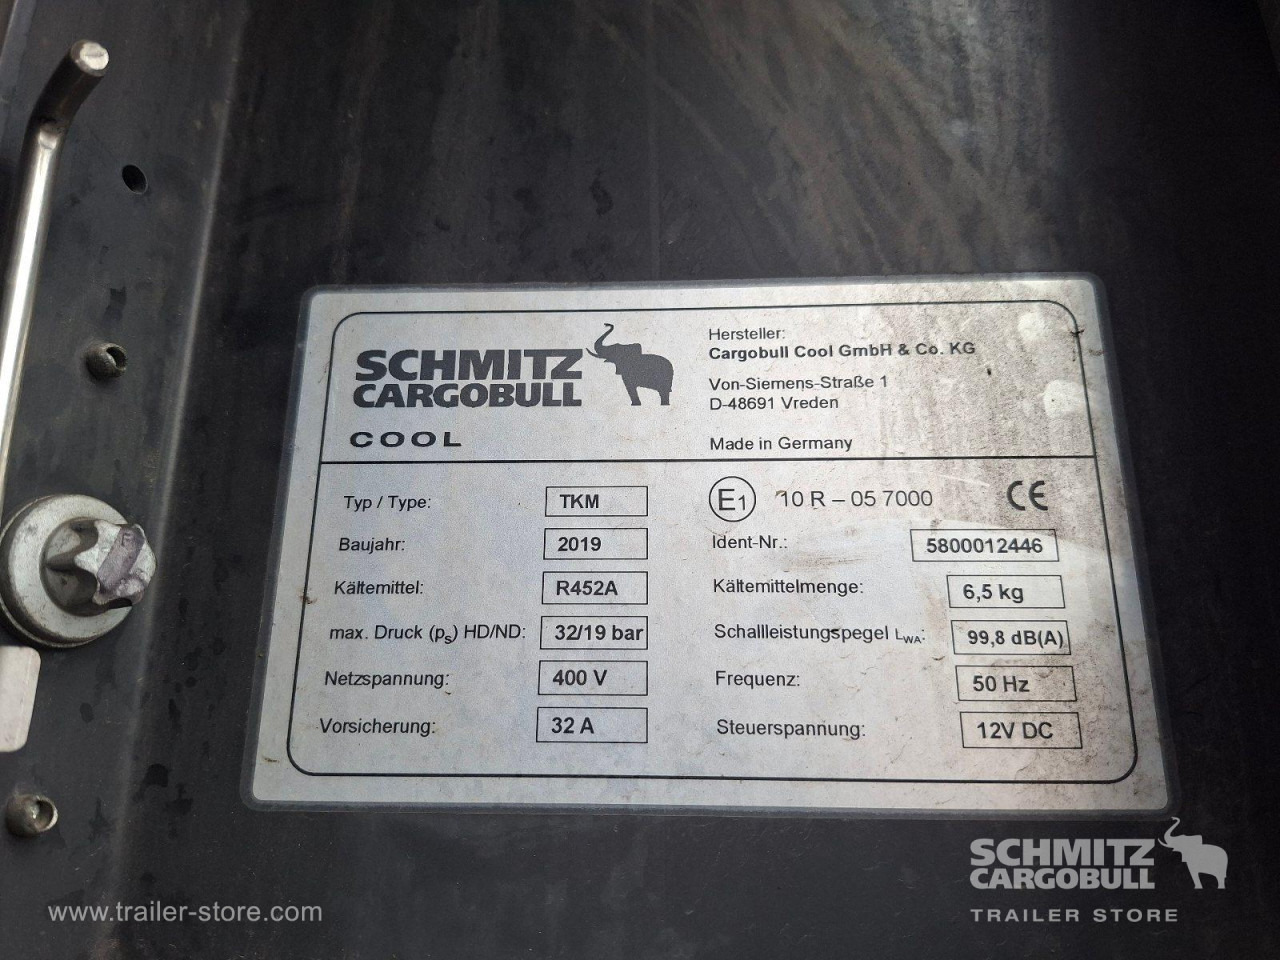 SCHMITZ
CARGOBULL
COOL
Hersteller:
Cargobull Cool GmbH & Co. KG
Von-Siemens-Straße 1
D-48691 Vreden
Made in Germany
Typ / Type: TKM
Baujahr: 2019
Kältemittel: R452A
max. Druck (ps) HD/ND: 32/19 bar
Netzspannung: 400 V
Vorsicherung: 32 A
E1 10 R – 05 7000 CE
Ident-Nr.: 5800012446
Kältemittelmenge: 6,5 kg
Schallleistungspegel LWA: 99,8 dB(A)
Frequenz: 50 Hz
Steuerspannung: 12V DC
www.trailer-store.com
SCHMITZ
CARGOBULL
TRAILER STORE